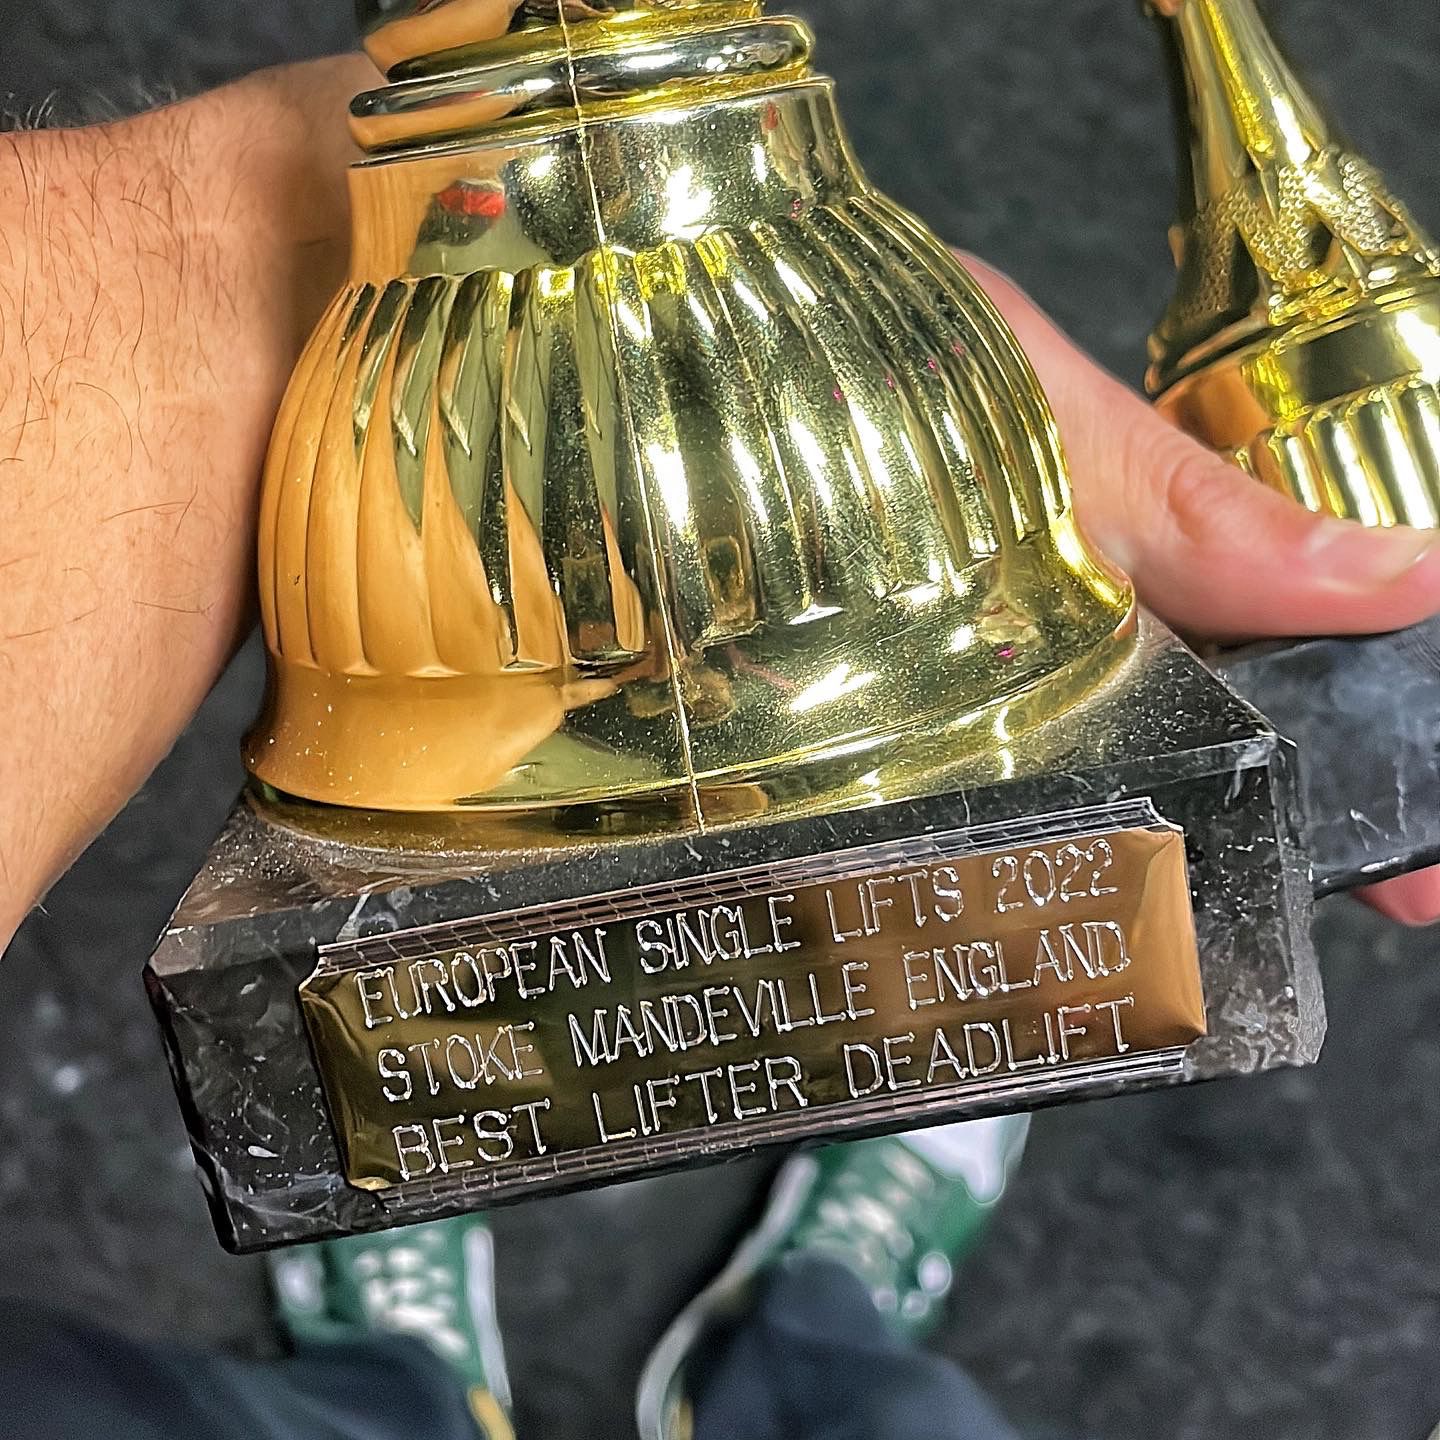 EUROPEAN SINGLE LIFTS 2022
STOKE MANDEVILLE ENGLAND
BEST LIFTER DEADLIFT